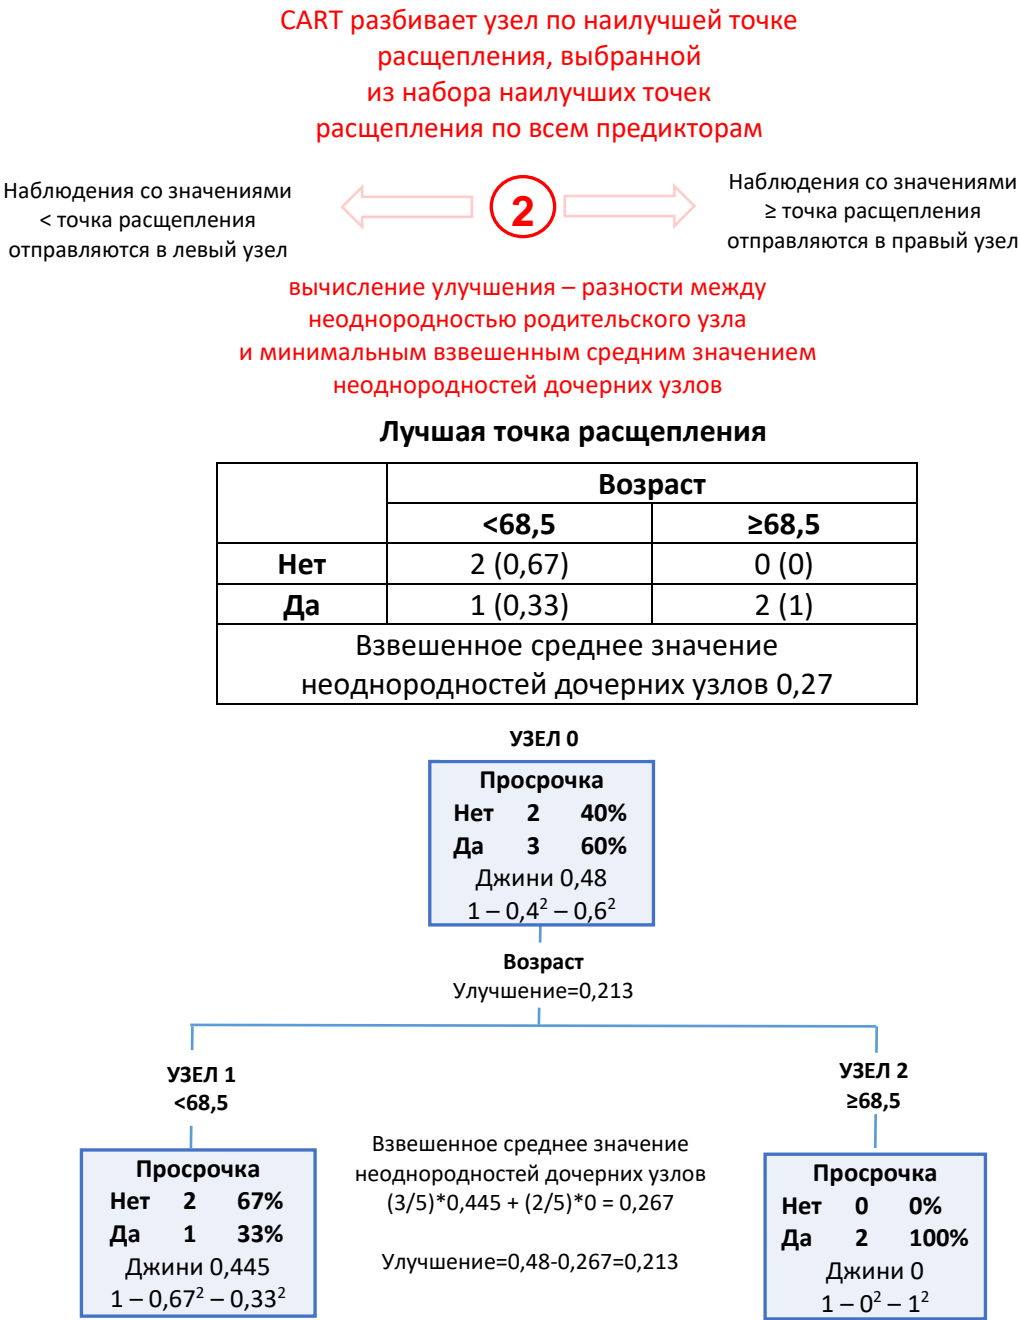 CART разбивает узел по наилучшей точке
расщепления, выбранной
из набора наилучших точек
расщепления по всем предикторам
Наблюдения со значениями
< точка расщепления
отправляются в левый узел
2
Наблюдения со значениями
≥ точка расщепления
отправляются в правый узел
вычисление улучшения – разности между
неоднородностью родительского узла
и минимальным взвешенным средним значением
неоднородностей дочерних узлов
Лучшая точка расщепления
Возраст
<68,5 ≥68,5
Нет 2 (0,67) 0 (0)
Да 1 (0,33) 2 (1)
Взвешенное среднее значение
неоднородностей дочерних узлов 0,27
УЗЕЛ 0
Просрочка
Нет 2 40%
Да 3 60%
Джини 0,48
1 – 0,4² – 0,6²
Возраст
Улучшение=0,213
УЗЕЛ 1
<68,5
Просрочка
Нет 2 67%
Да 1 33%
Джини 0,445
1 – 0,67² – 0,33²
Взвешенное среднее значение
неоднородностей дочерних узлов
(3/5)*0,445 + (2/5)*0 = 0,267
Улучшение=0,48-0,267=0,213
УЗЕЛ 2
≥68,5
Просрочка
Нет 0 0%
Да 2 100%
Джини 0
1 – 0² – 1²